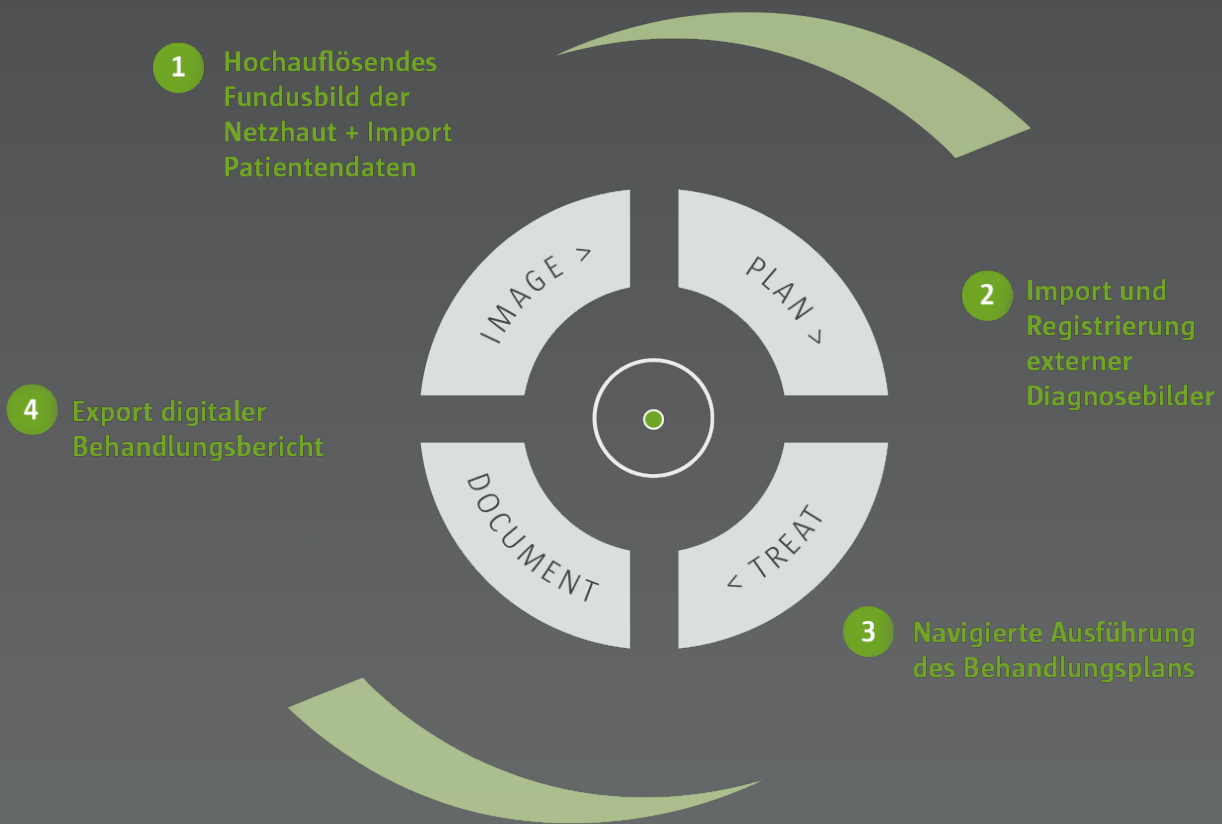 1
Hochauflösendes
Fundusbild der
Netzhaut + Import
Patientendaten
IMAGE >
PLAN >
2
Import und
Registrierung
externer
Diagnosebilder
4
Export digitaler
Behandlungsbericht
DOCUMENT
< TREAT
3
Navigierte Ausführung
des Behandlungsplans